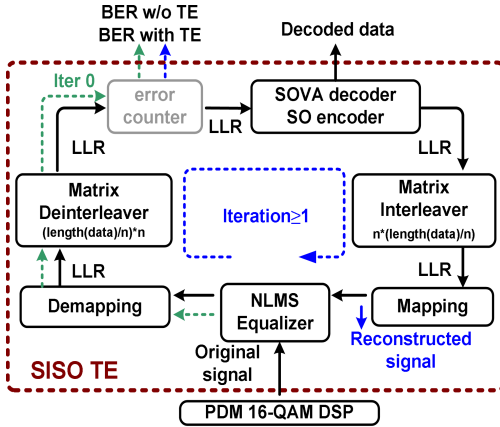 BER w/o TE
BER with TE
Decoded data
Iter 0
error
counter
LLR
SOVA decoder
SO encoder
LLR
LLR
Matrix
Deinterleaver
(length(data)/n)*n
Iteration≥1
Matrix
Interleaver
n*(length(data)/n)
LLR
LLR
Demapping
NLMS
Equalizer
Mapping
Original
signal
Reconstructed
signal
SISO TE
PDM 16-QAM DSP